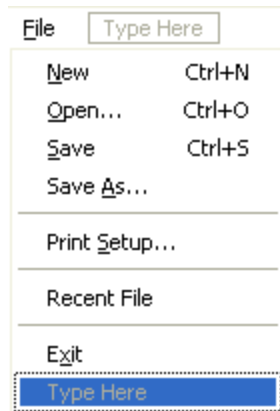 File Type Here
New Ctrl+N
Open... Ctrl+O
Save Ctrl+S
Save As...
Print Setup...
Recent File
Exit
Type Here